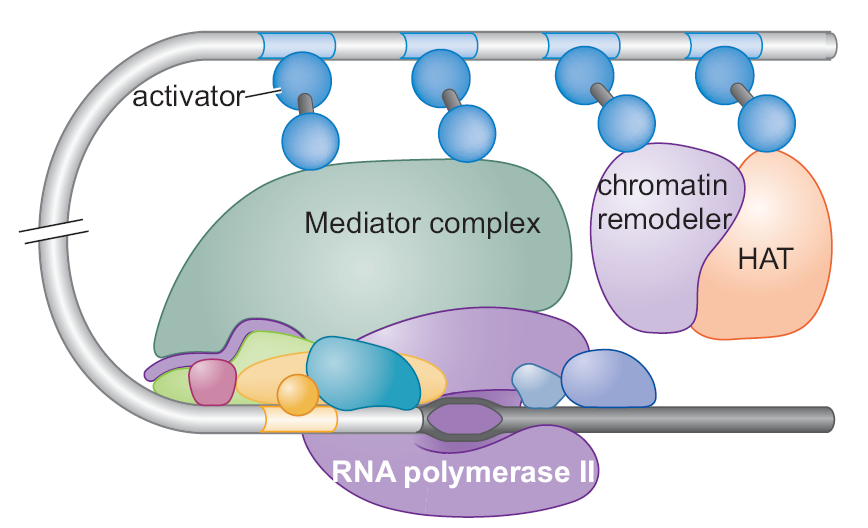 activator
Mediator complex
chromatin
remodeler
HAT
RNA polymerase II